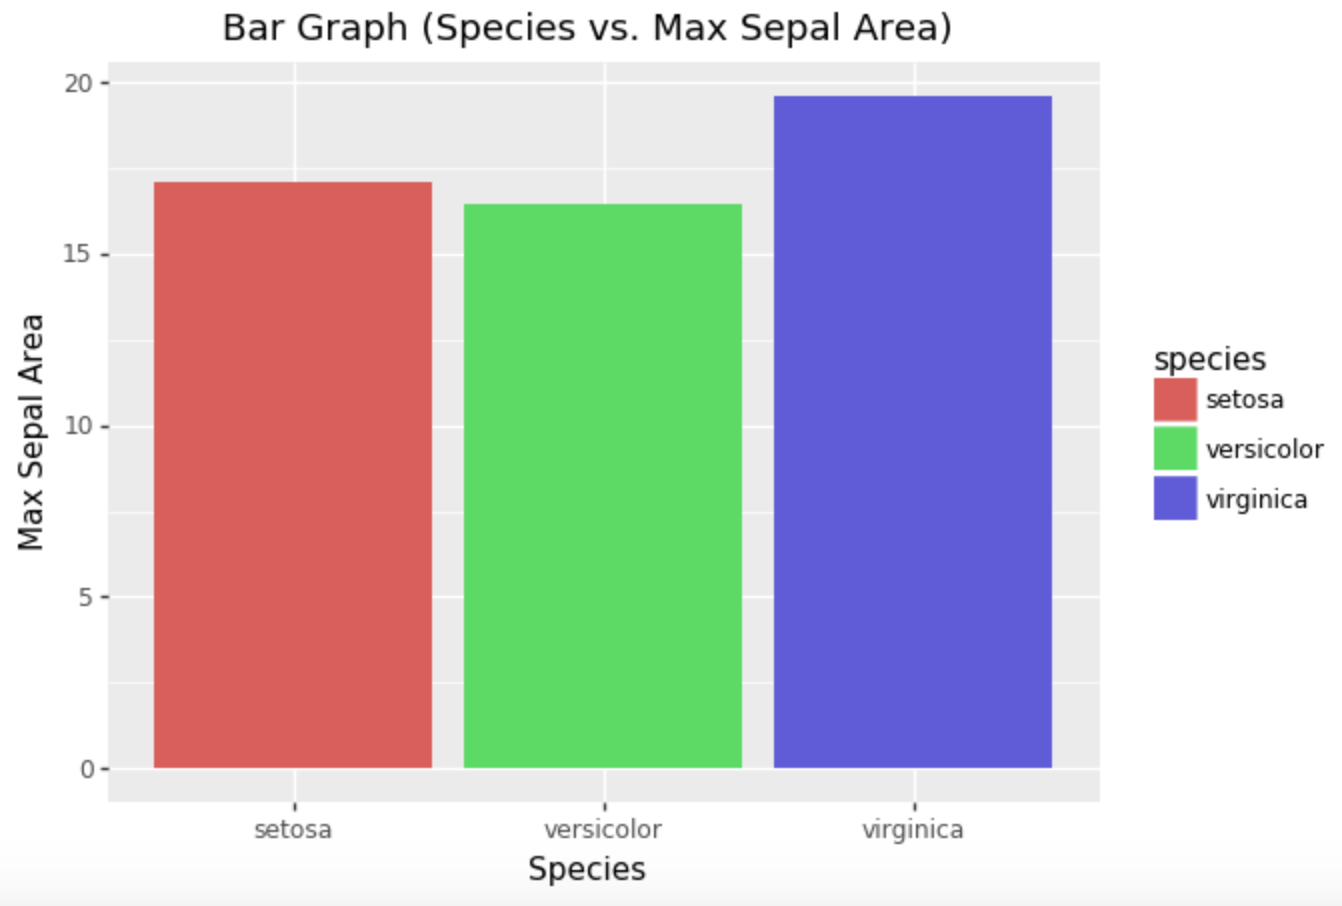 Bar Graph (Species vs. Max Sepal Area)
Max Sepal Area
20
15
10
5
0
setosa versicolor virginica
Species
species
setosa
versicolor
virginica